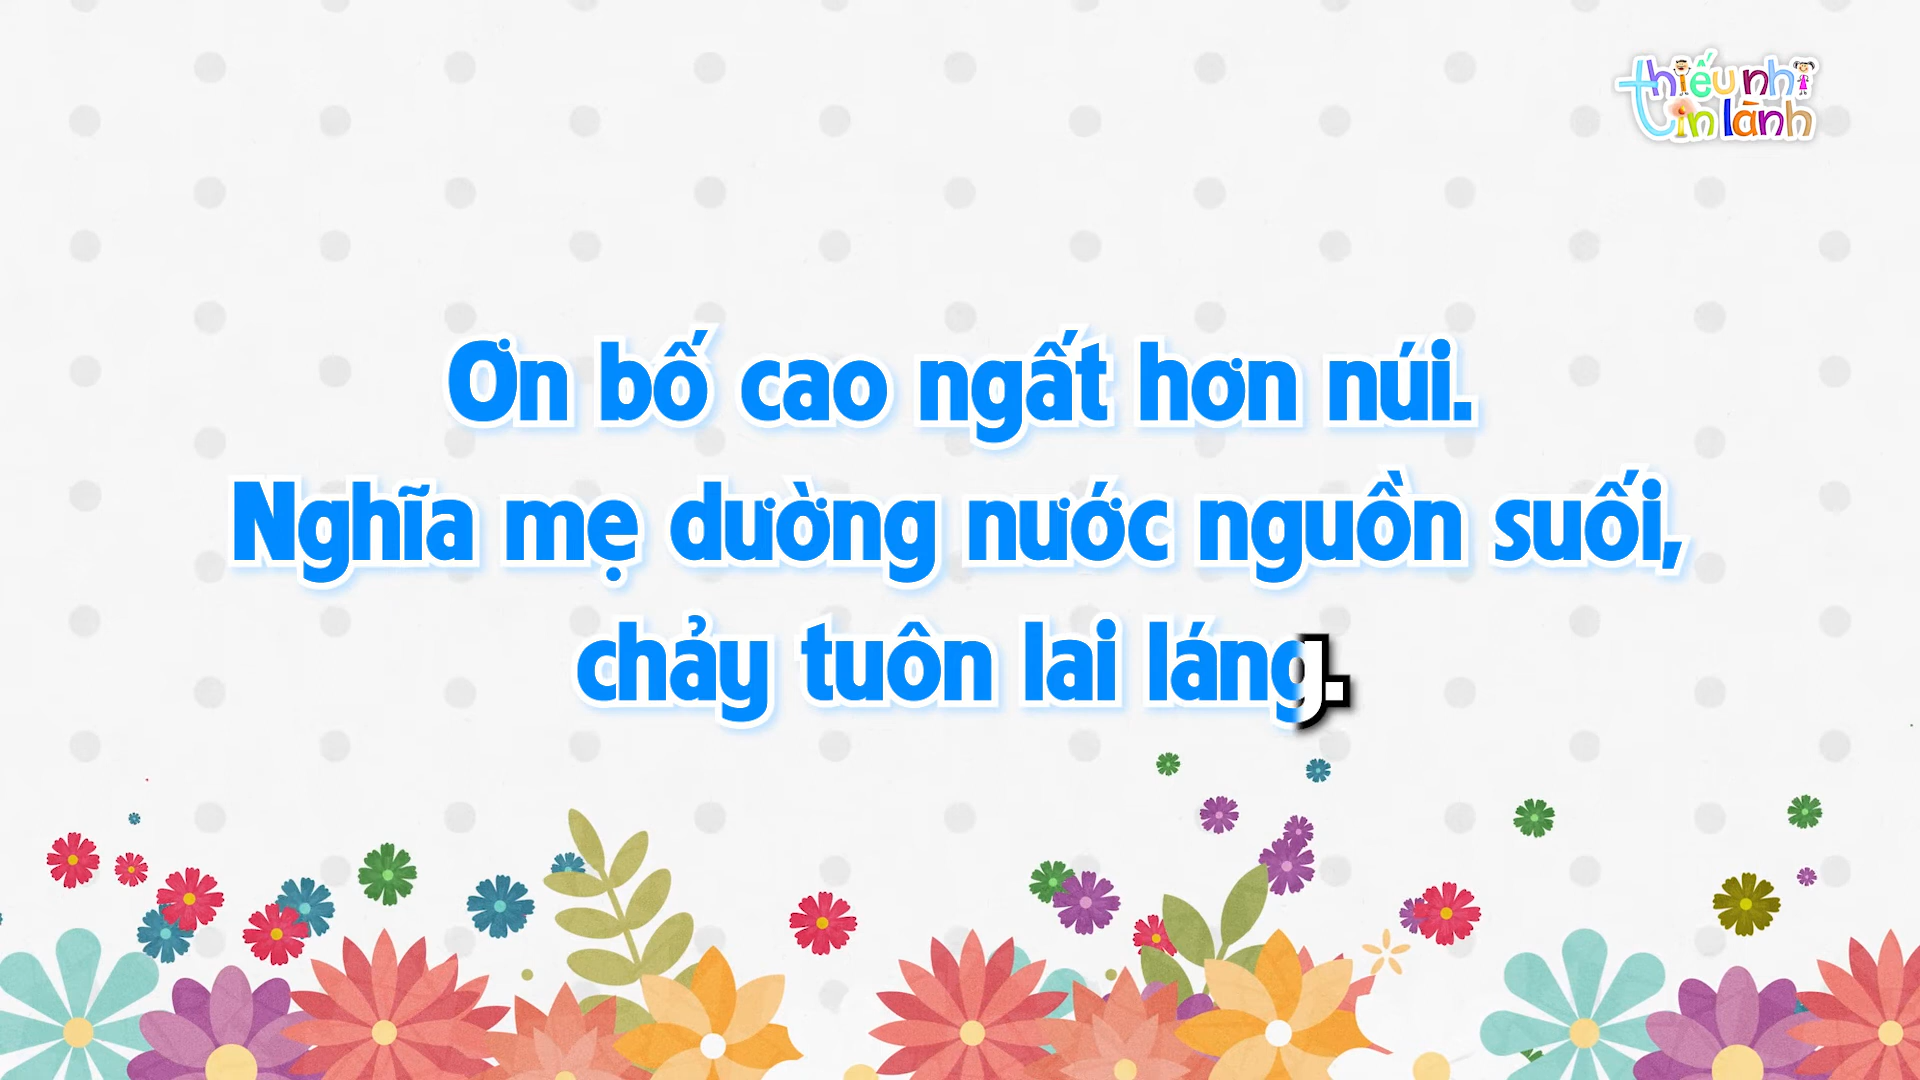 thiếu nhi
tin lành
Ơn bố cao ngất hơn núi.
Nghĩa mẹ dường nước nguồn suối,
chảy tuôn lai láng.